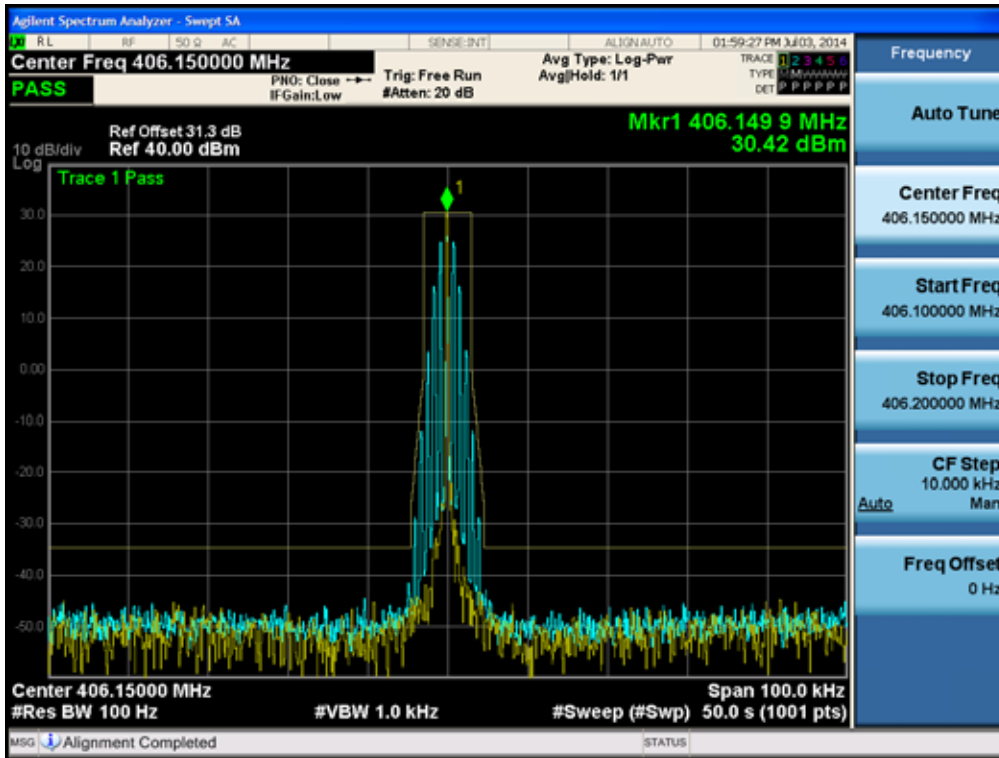 Agilent Spectrum Analyzer - Swept SA
RL RF 50 Ω AC SENSE:INT ALIGNAUTO 01:59:27 PM Jul 03, 2014
Center Freq 406.150000 MHz
PASS
PNO: Close
IFGain:Low
Trig: Free Run
#Atten: 20 dB
Avg Type: Log-Pwr
Avg|Hold: 1/1
TRACE 1 2 3 4 5 6
TYPE
DET P P P P P P
Ref Offset 31.3 dB
10 dB/div Ref 40.00 dBm
Log
Mkr1 406.149 9 MHz
30.42 dBm
Trace 1 Pass
1
30.0
20.0
10.0
0.00
-10.0
-20.0
-30.0
-40.0
-50.0
Center 406.15000 MHz Span 100.0 kHz
#Res BW 100 Hz #VBW 1.0 kHz #Sweep (#Swp) 50.0 s (1001 pts)
MSG Alignment Completed STATUS
Frequency
Auto Tune
Center Freq
406.150000 MHz
Start Freq
406.100000 MHz
Stop Freq
406.200000 MHz
CF Step
10.000 kHz
Auto Man
Freq Offset
0 Hz